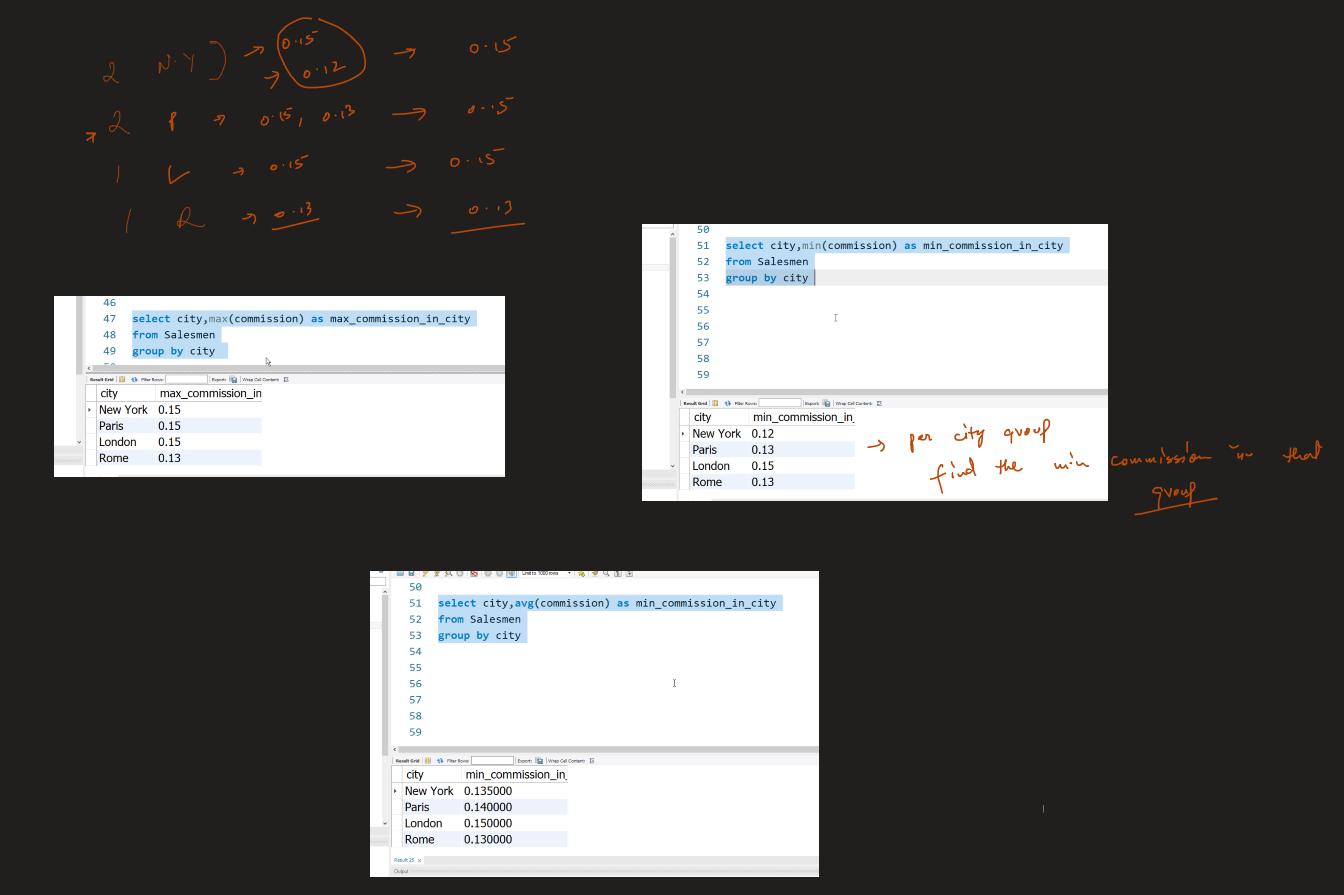 2 N.Y → 0.15 → 0.15
→ 0.12
→ 2 P → 0.15, 0.13 → 0.15
1 L → 0.15 → 0.15
1 R → 0.13 → 0.13
46
47 select city,max(commission) as max_commission_in_city
48 from Salesmen
49 group by city
Result Grid Filter Rows: Export: Wrap Cell Content:
city max_commission_in
New York 0.15
Paris 0.15
London 0.15
Rome 0.13
50
51 select city,min(commission) as min_commission_in_city
52 from Salesmen
53 group by city
54
55
56
57
58
59
Result Grid Filter Rows: Export: Wrap Cell Content:
city min_commission_in_
New York 0.12
Paris 0.13
London 0.15
Rome 0.13
→ per city group
find the min commission in that
group
Limit to 1000 rows
50
51 select city,avg(commission) as min_commission_in_city
52 from Salesmen
53 group by city
54
55
56
57
58
59
Result Grid Filter Rows: Export: Wrap Cell Content:
city min_commission_in_
New York 0.135000
Paris 0.140000
London 0.150000
Rome 0.130000
Result 25 x
Output